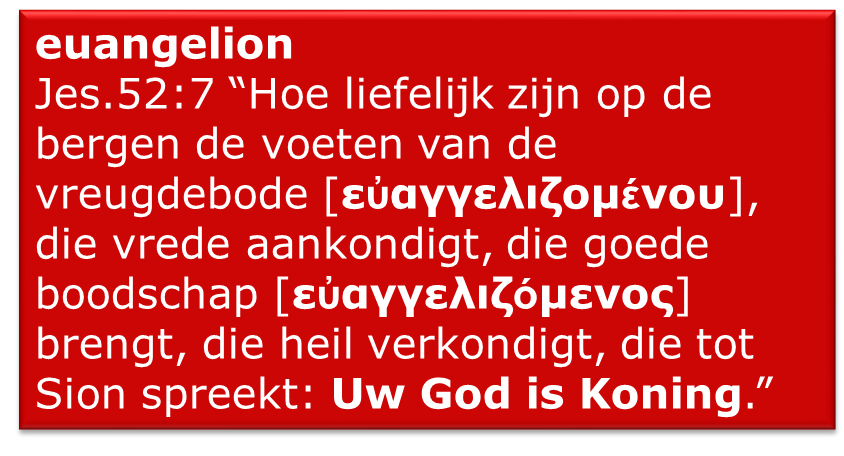 euangelion
Jes.52:7 “Hoe liefelijk zijn op de
bergen de voeten van de
vreugdebode [εὐαγγελιζομένου],
die vrede aankondigt, die goede
boodschap [εὐαγγελιζόμενος]
brengt, die heil verkondigt, die tot
Sion spreekt: Uw God is Koning.”